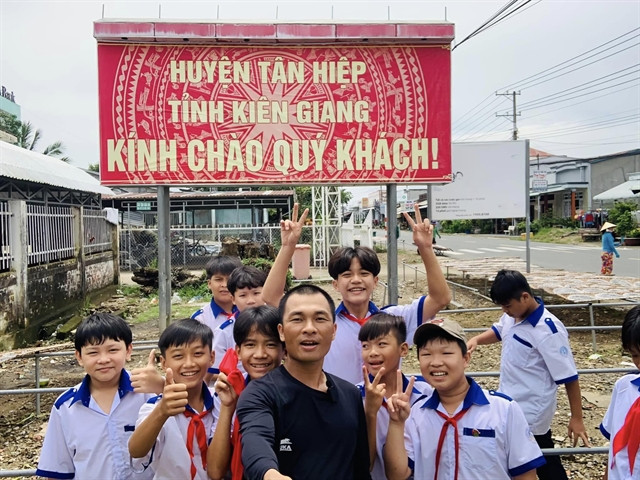 HUYỆN TÂN HIỆP
TỈNH KIÊN GIANG
KÍNH CHÀO QUÝ KHÁCH!